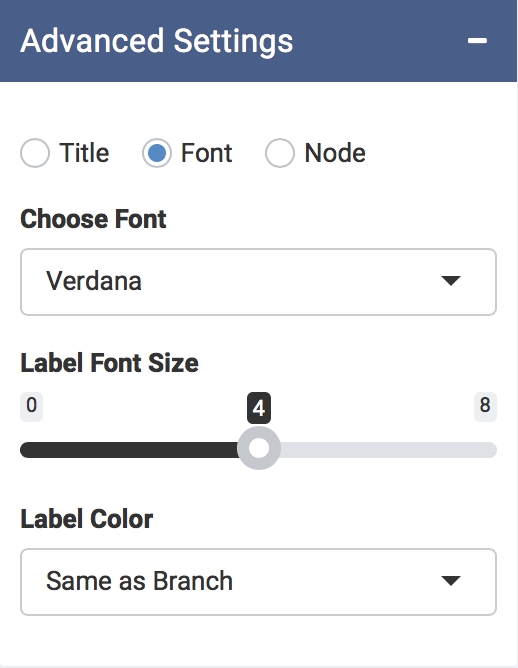 Advanced Settings
Title Font Node
Choose Font
Verdana
Label Font Size
0 4 8
Label Color
Same as Branch